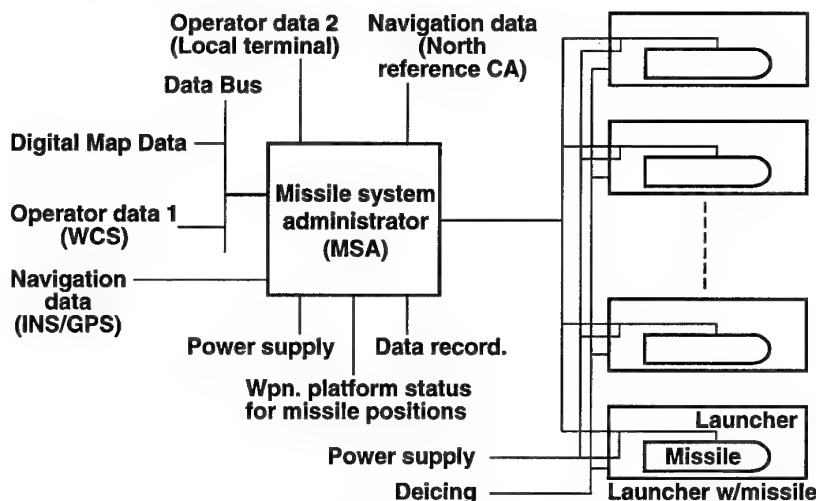 Operator data 2
(Local terminal)
Navigation data
(North
reference CA)
Data Bus
Digital Map Data
Operator data 1
(WCS)
Navigation
data
(INS/GPS)
Missile system
administrator
(MSA)
Power supply
Data record.
Wpn. platform status
for missile positions
Power supply
Deicing
Launcher
Missile
Launcher w/missile